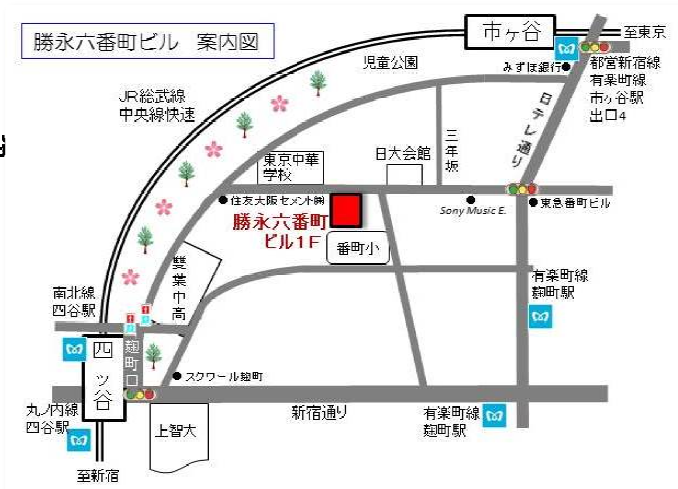 勝永六番町ビル 案内図
市ヶ谷
至東京
みずほ銀行
都営新宿線
有楽町線
市ヶ谷駅
出口4
児童公園
JR総武線
中央線快速
日テレ通り
三年坂
日大会館
東京中華
学校
住友大阪セメント㈱
Sony Music E.
東急番町ビル
勝永六番町
ビル1F
番町小
雙葉中高
有楽町線
麹町駅
南北線
四谷駅
麹町口
四ッ谷
スクワール麹町
丸ノ内線
四谷駅
上智大
新宿通り
有楽町線
麹町駅
至新宿